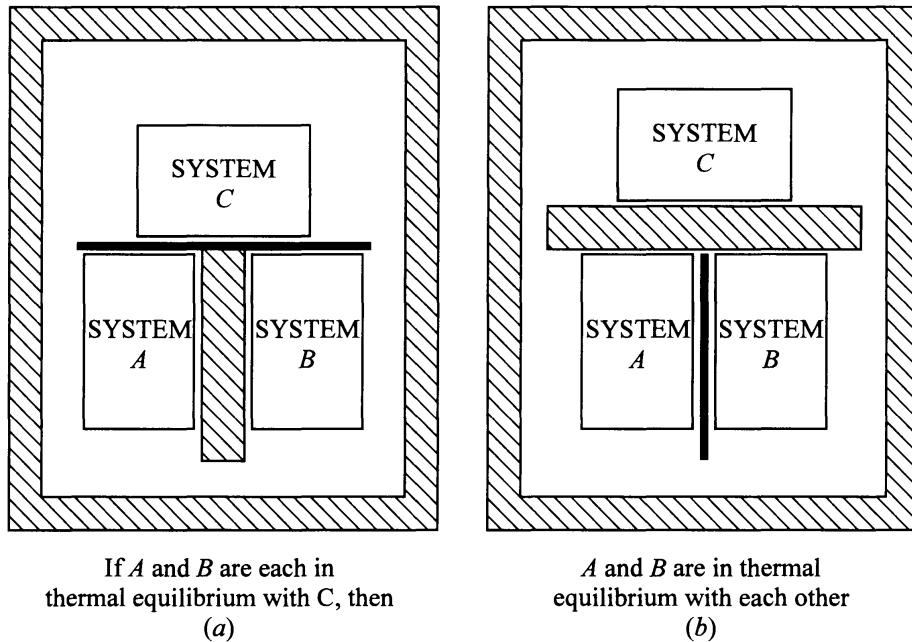 SYSTEM
C
SYSTEM
A
SYSTEM
B
If A and B are each in
thermal equilibrium with C, then
(a)
SYSTEM
C
SYSTEM
A
SYSTEM
B
A and B are in thermal
equilibrium with each other
(b)